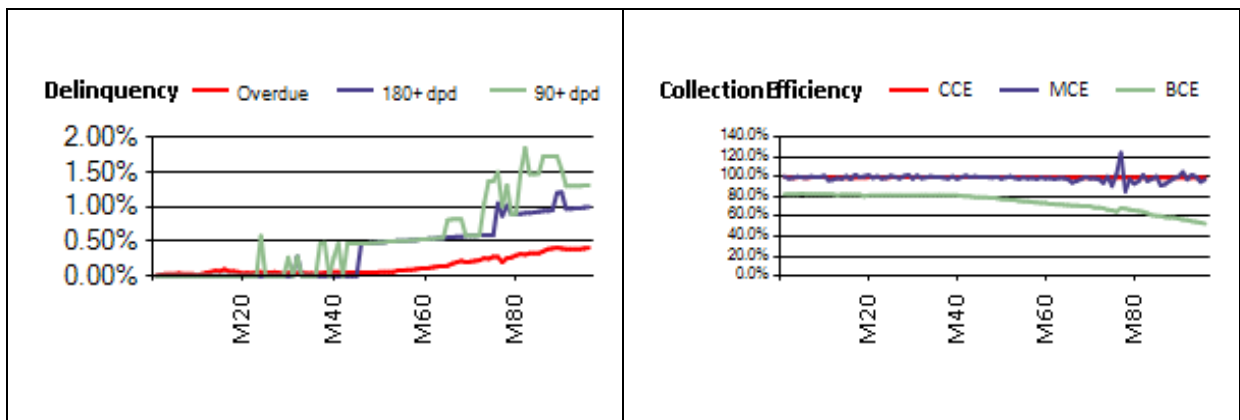 Delinquency Overdue 180+ dpd 90+ dpd
2.00%
1.50%
1.00%
0.50%
0.00%
M20
M40
M60
M80
Collection Efficiency CCE MCE BCE
140.0%
120.0%
100.0%
80.0%
60.0%
40.0%
20.0%
0.0%
M20
M40
M60
M80